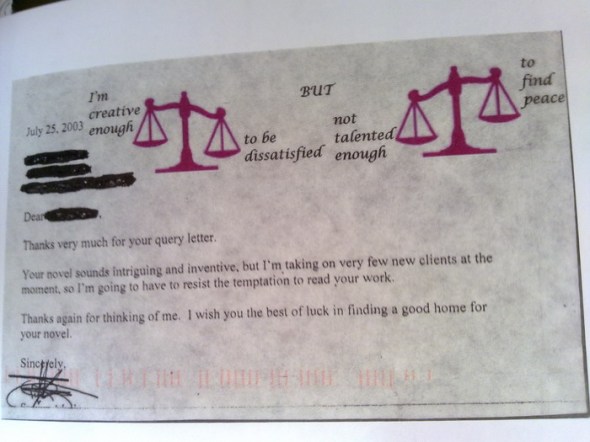 I'm
creative
enough
to be
dissatisfied
BUT
not
talented
enough
to
find
peace
July 25, 2003
Dear
Thanks very much for your query letter.
Your novel sounds intriguing and inventive, but I'm taking on very few new clients at the
moment, so I'm going to have to resist the temptation to read your work.
Thanks again for thinking of me. I wish you the best of luck in finding a good home for
your novel.
Sincerely,